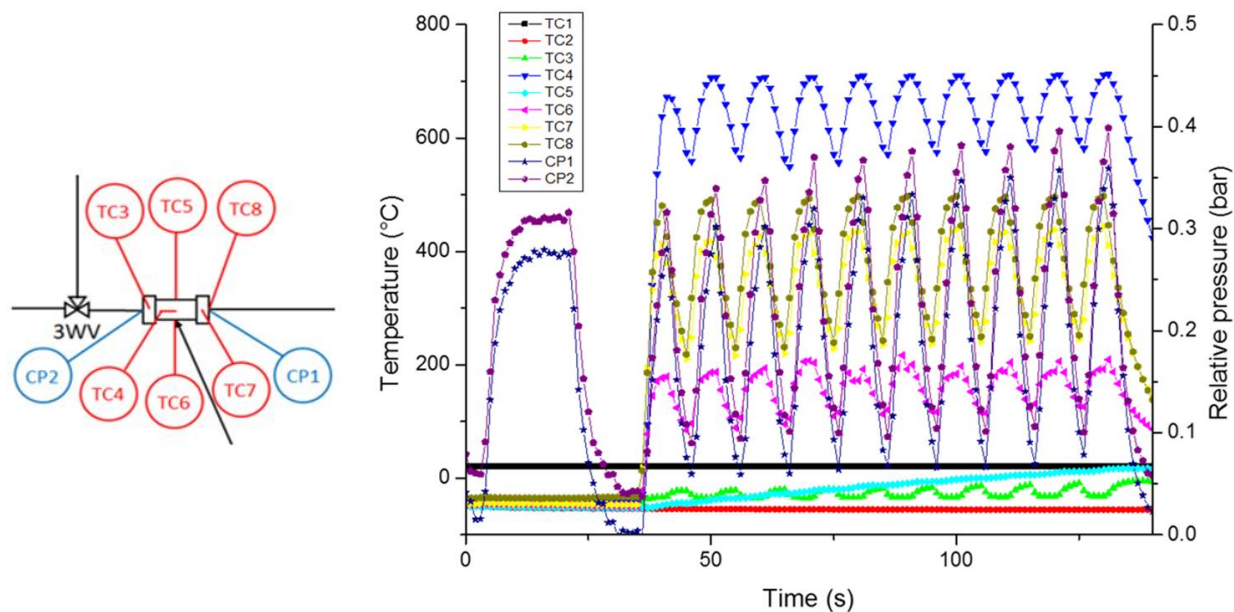 TC3
TC5
TC8
3WV
CP2
TC4
TC6
TC7
CP1
Temperature (°C)
800
600
400
200
0
TC1
TC2
TC3
TC4
TC5
TC6
TC7
TC8
CP1
CP2
0.5
0.4
0.3
0.2
0.1
0.0
Relative pressure (bar)
0
50
100
Time (s)